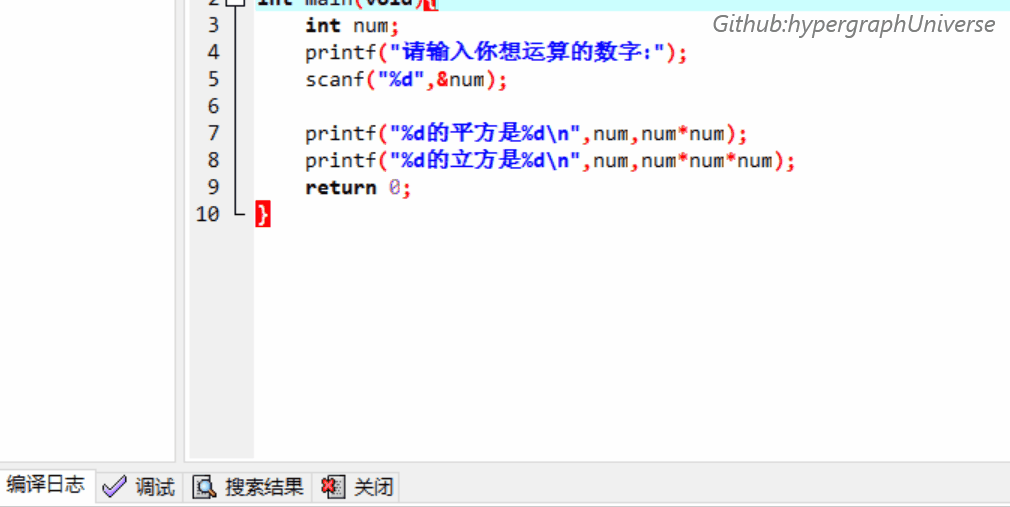 2 int main(void){
Github:hypergraphUniverse
3 int num;
4 printf("请输入你想运算的数字:");
5 scanf("%d",&num);
6
7 printf("%d的平方是%d\n",num,num*num);
8 printf("%d的立方是%d\n",num,num*num*num);
9 return 0;
10 }
编译日志 调试 搜索结果 关闭